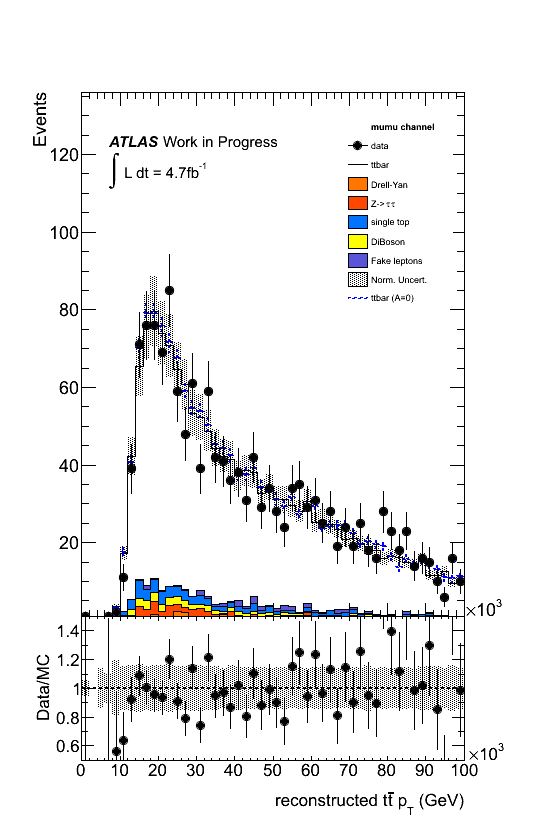 Events
120
100
80
60
40
20
ATLAS Work in Progress
∫ L dt = 4.7fb⁻¹
mumu channel
data
ttbar
Drell-Yan
Z->ττ
single top
DiBoson
Fake leptons
Norm. Uncert.
ttbar (A=0)
×10³
Data/MC
1.4
1.2
1
0.8
0.6
×10³
0 10 20 30 40 50 60 70 80 90 100
reconstructed tt̄ p_T (GeV)